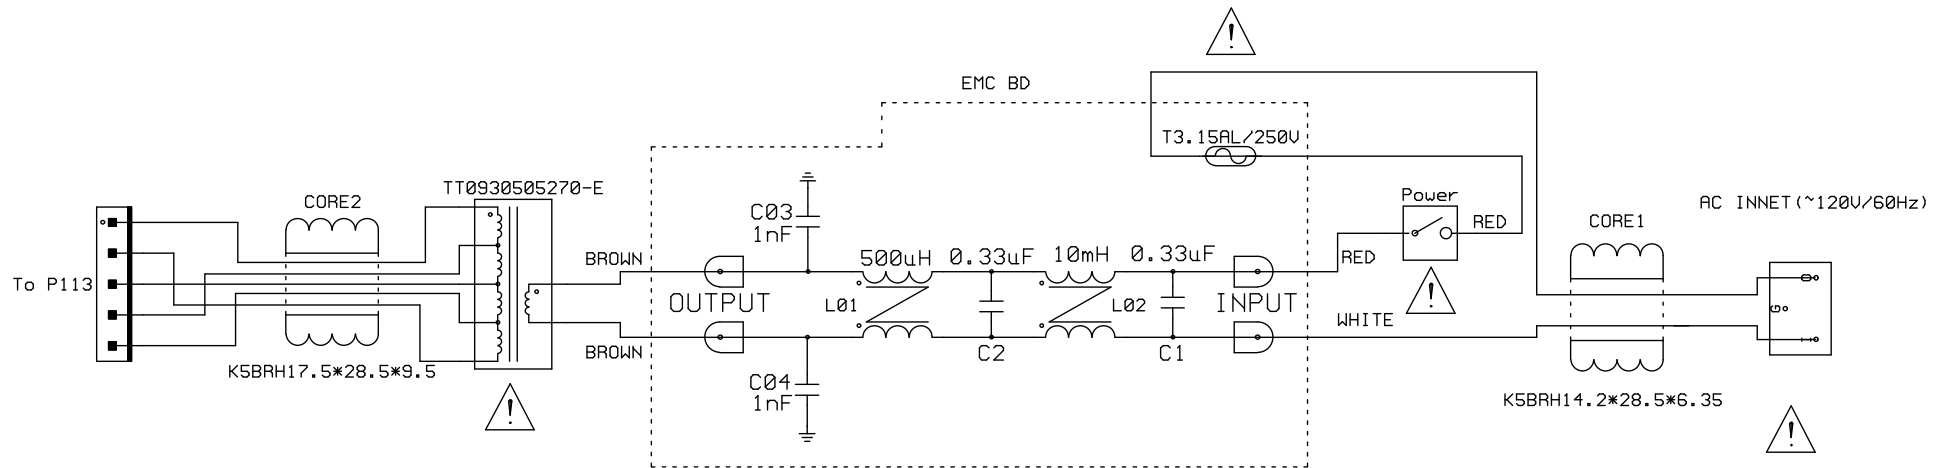 EMC BD
T3.15AL/250V
TT0930505270-E
Power
CORE2
AC INNET(~120V/60Hz)
C03
1nF
RED
CORE1
BROWN
500uH
0.33uF
10mH
0.33uF
RED
To P113
OUTPUT
L01
L02
INPUT
G
WHITE
BROWN
C2
C1
K5BRH17.5*28.5*9.5
C04
1nF
K5BRH14.2*28.5*6.35